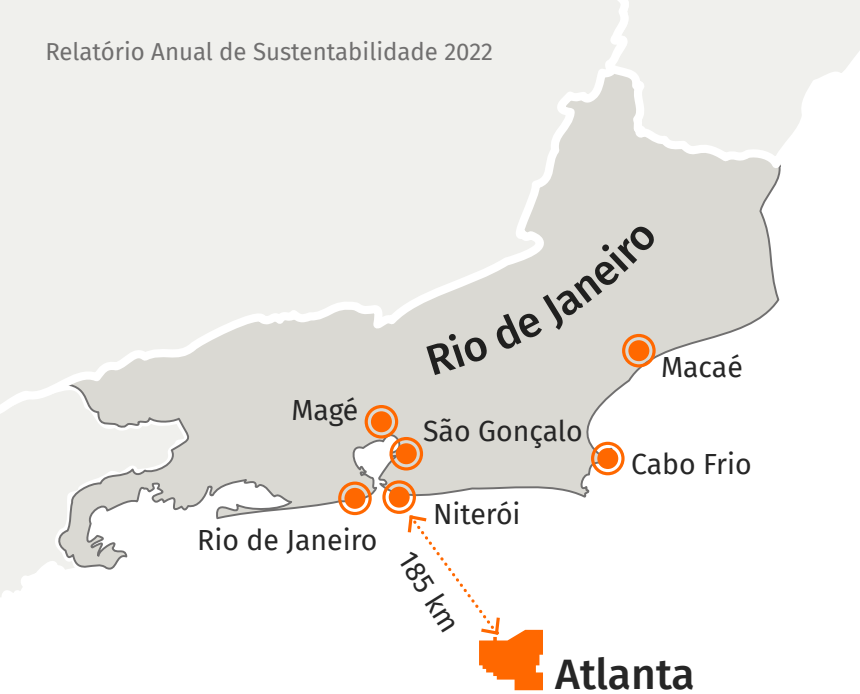 Relatório Anual de Sustentabilidade 2022
Rio de Janeiro
Macaé
Magé
São Gonçalo
Cabo Frio
Niterói
Rio de Janeiro
185 km
Atlanta